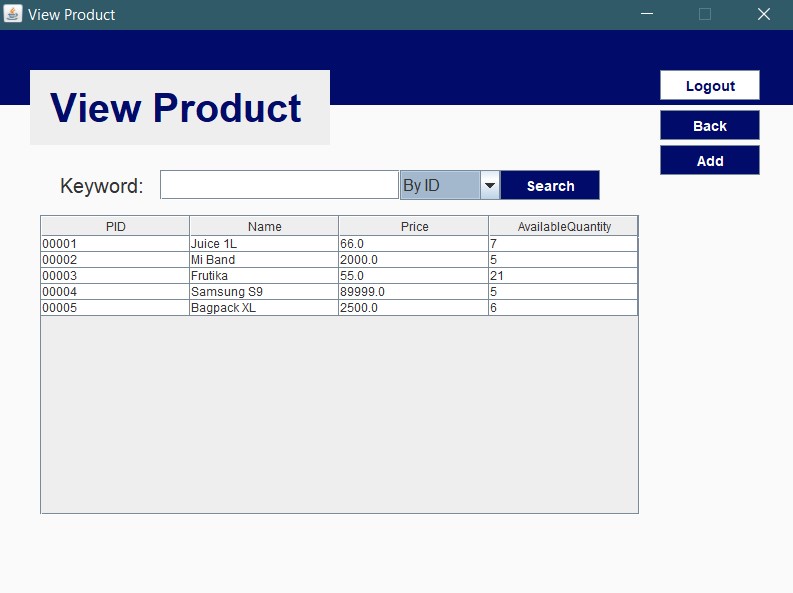 View Product
Logout
View Product
Back
Add
Keyword: By ID Search
PID Name Price AvailableQuantity
00001 Juice 1L 66.0 7
00002 Mi Band 2000.0 5
00003 Frutika 55.0 21
00004 Samsung S9 89999.0 5
00005 Bagpack XL 2500.0 6